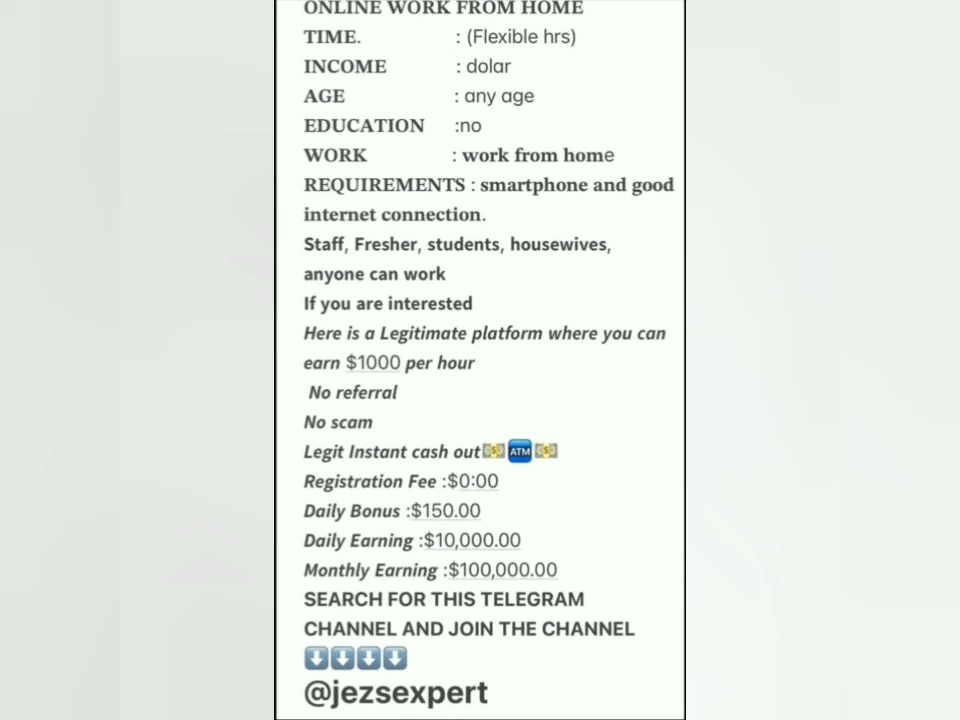 ONLINE WORK FROM HOME
TIME. : (Flexible hrs)
INCOME : dolar
AGE : any age
EDUCATION :no
WORK : work from home
REQUIREMENTS : smartphone and good
internet connection.
Staff, Fresher, students, housewives,
anyone can work
If you are interested
Here is a Legitimate platform where you can
earn $1000 per hour
No referral
No scam
Legit Instant cash out💵🏧💵
Registration Fee :$0:00
Daily Bonus :$150.00
Daily Earning :$10,000.00
Monthly Earning :$100,000.00
SEARCH FOR THIS TELEGRAM
CHANNEL AND JOIN THE CHANNEL
⬇️⬇️⬇️⬇️
@jezsexpert